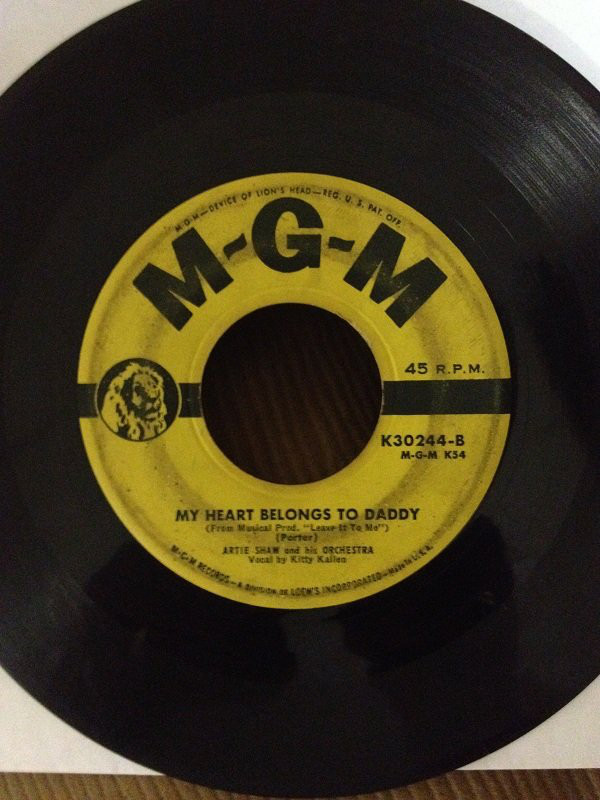 M-G-M—DEVICE OF LION'S HEAD—REG. U. S. PAT. OFF.
M-G-M
45 R.P.M.
K30244-B
M-G-M K54
MY HEART BELONGS TO DADDY
(From Musical Prod. "Leave It To Me")
(Porter)
ARTIE SHAW and his ORCHESTRA
Vocal by Kitty Kallen
M-G-M RECORDS—A DIVISION OF LOEW'S INCORPORATED—MADE IN U.S.A.